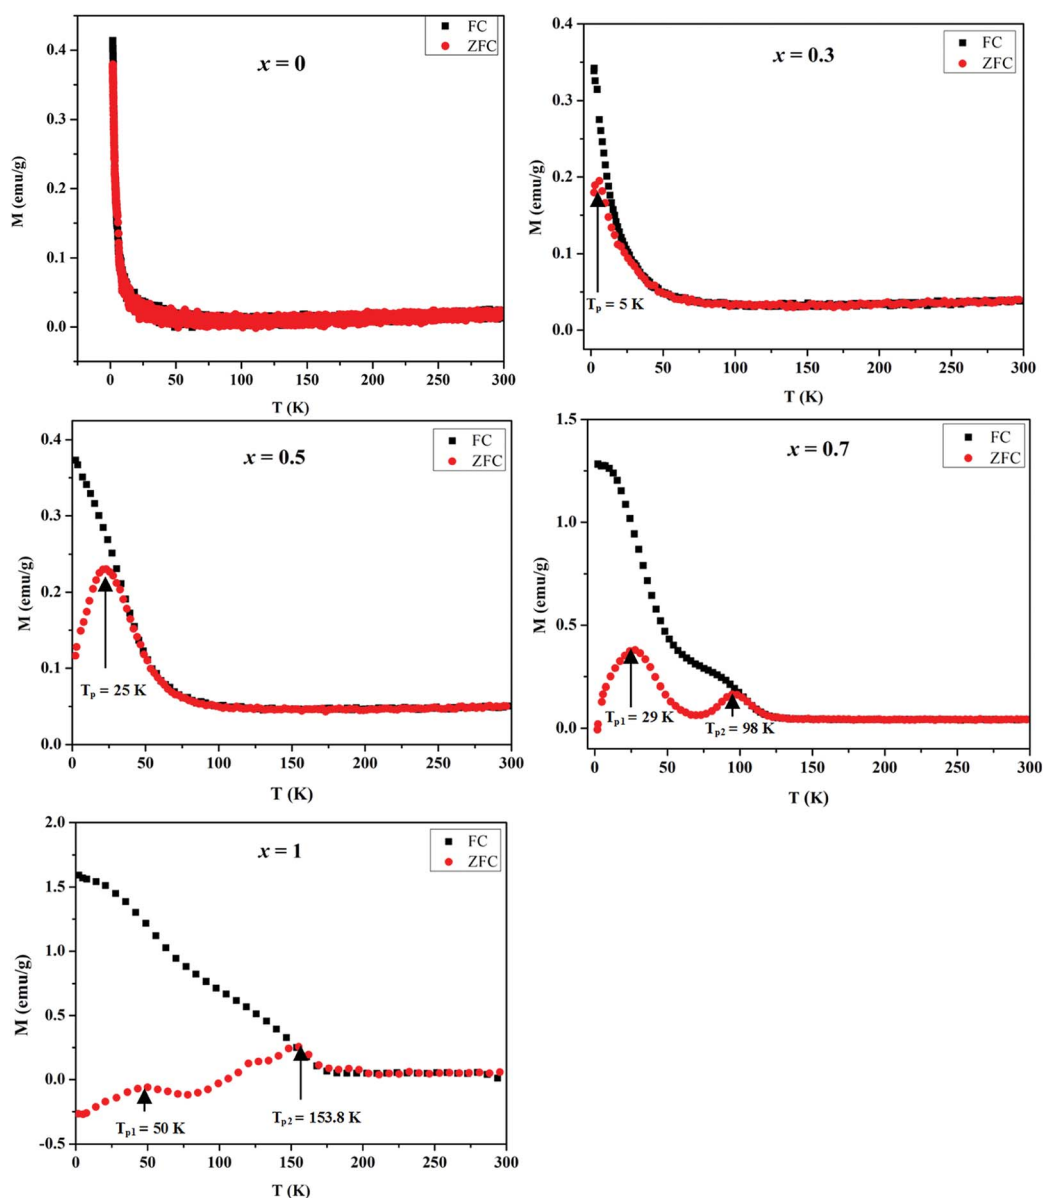 FC
ZFC
x = 0
0.4
0.3
0.2
0.1
0.0
M (emu/g)
0
50
100
150
200
250
300
T (K)
FC
ZFC
x = 0.3
0.4
0.3
0.2
0.1
0.0
M (emu/g)
Tp = 5 K
0
50
100
150
200
250
300
T (K)
FC
ZFC
x = 0.5
0.4
0.3
0.2
0.1
0.0
M (emu/g)
Tp = 25 K
0
50
100
150
200
250
300
T (K)
FC
ZFC
x = 0.7
1.5
1.0
0.5
0.0
M (emu/g)
Tp1 = 29 K
Tp2 = 98 K
0
50
100
150
200
250
300
T (K)
FC
ZFC
x = 1
2.0
1.5
1.0
0.5
0.0
-0.5
M (emu/g)
Tp1 = 50 K
Tp2 = 153.8 K
0
50
100
150
200
250
300
T (K)